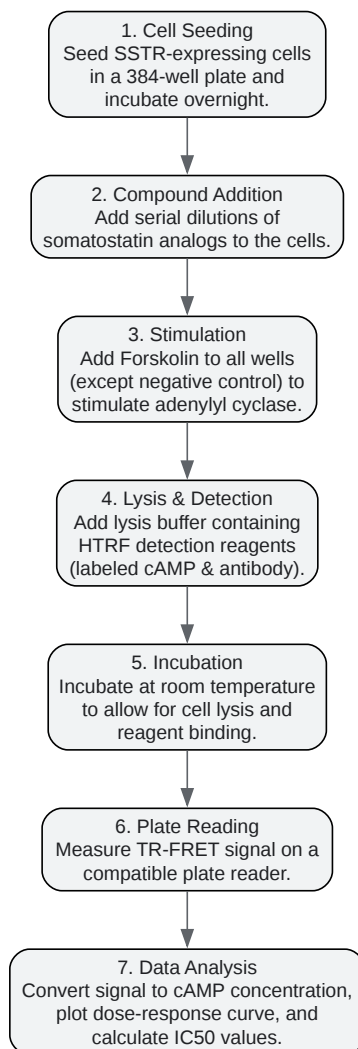 1. Cell Seeding
Seed SSTR-expressing cells
in a 384-well plate and
incubate overnight.
2. Compound Addition
Add serial dilutions of
somatostatin analogs to the cells.
3. Stimulation
Add Forskolin to all wells
(except negative control) to
stimulate adenylyl cyclase.
4. Lysis & Detection
Add lysis buffer containing
HTRF detection reagents
(labeled cAMP & antibody).
5. Incubation
Incubate at room temperature
to allow for cell lysis and
reagent binding.
6. Plate Reading
Measure TR-FRET signal on a
compatible plate reader.
7. Data Analysis
Convert signal to cAMP concentration,
plot dose-response curve, and
calculate IC50 values.